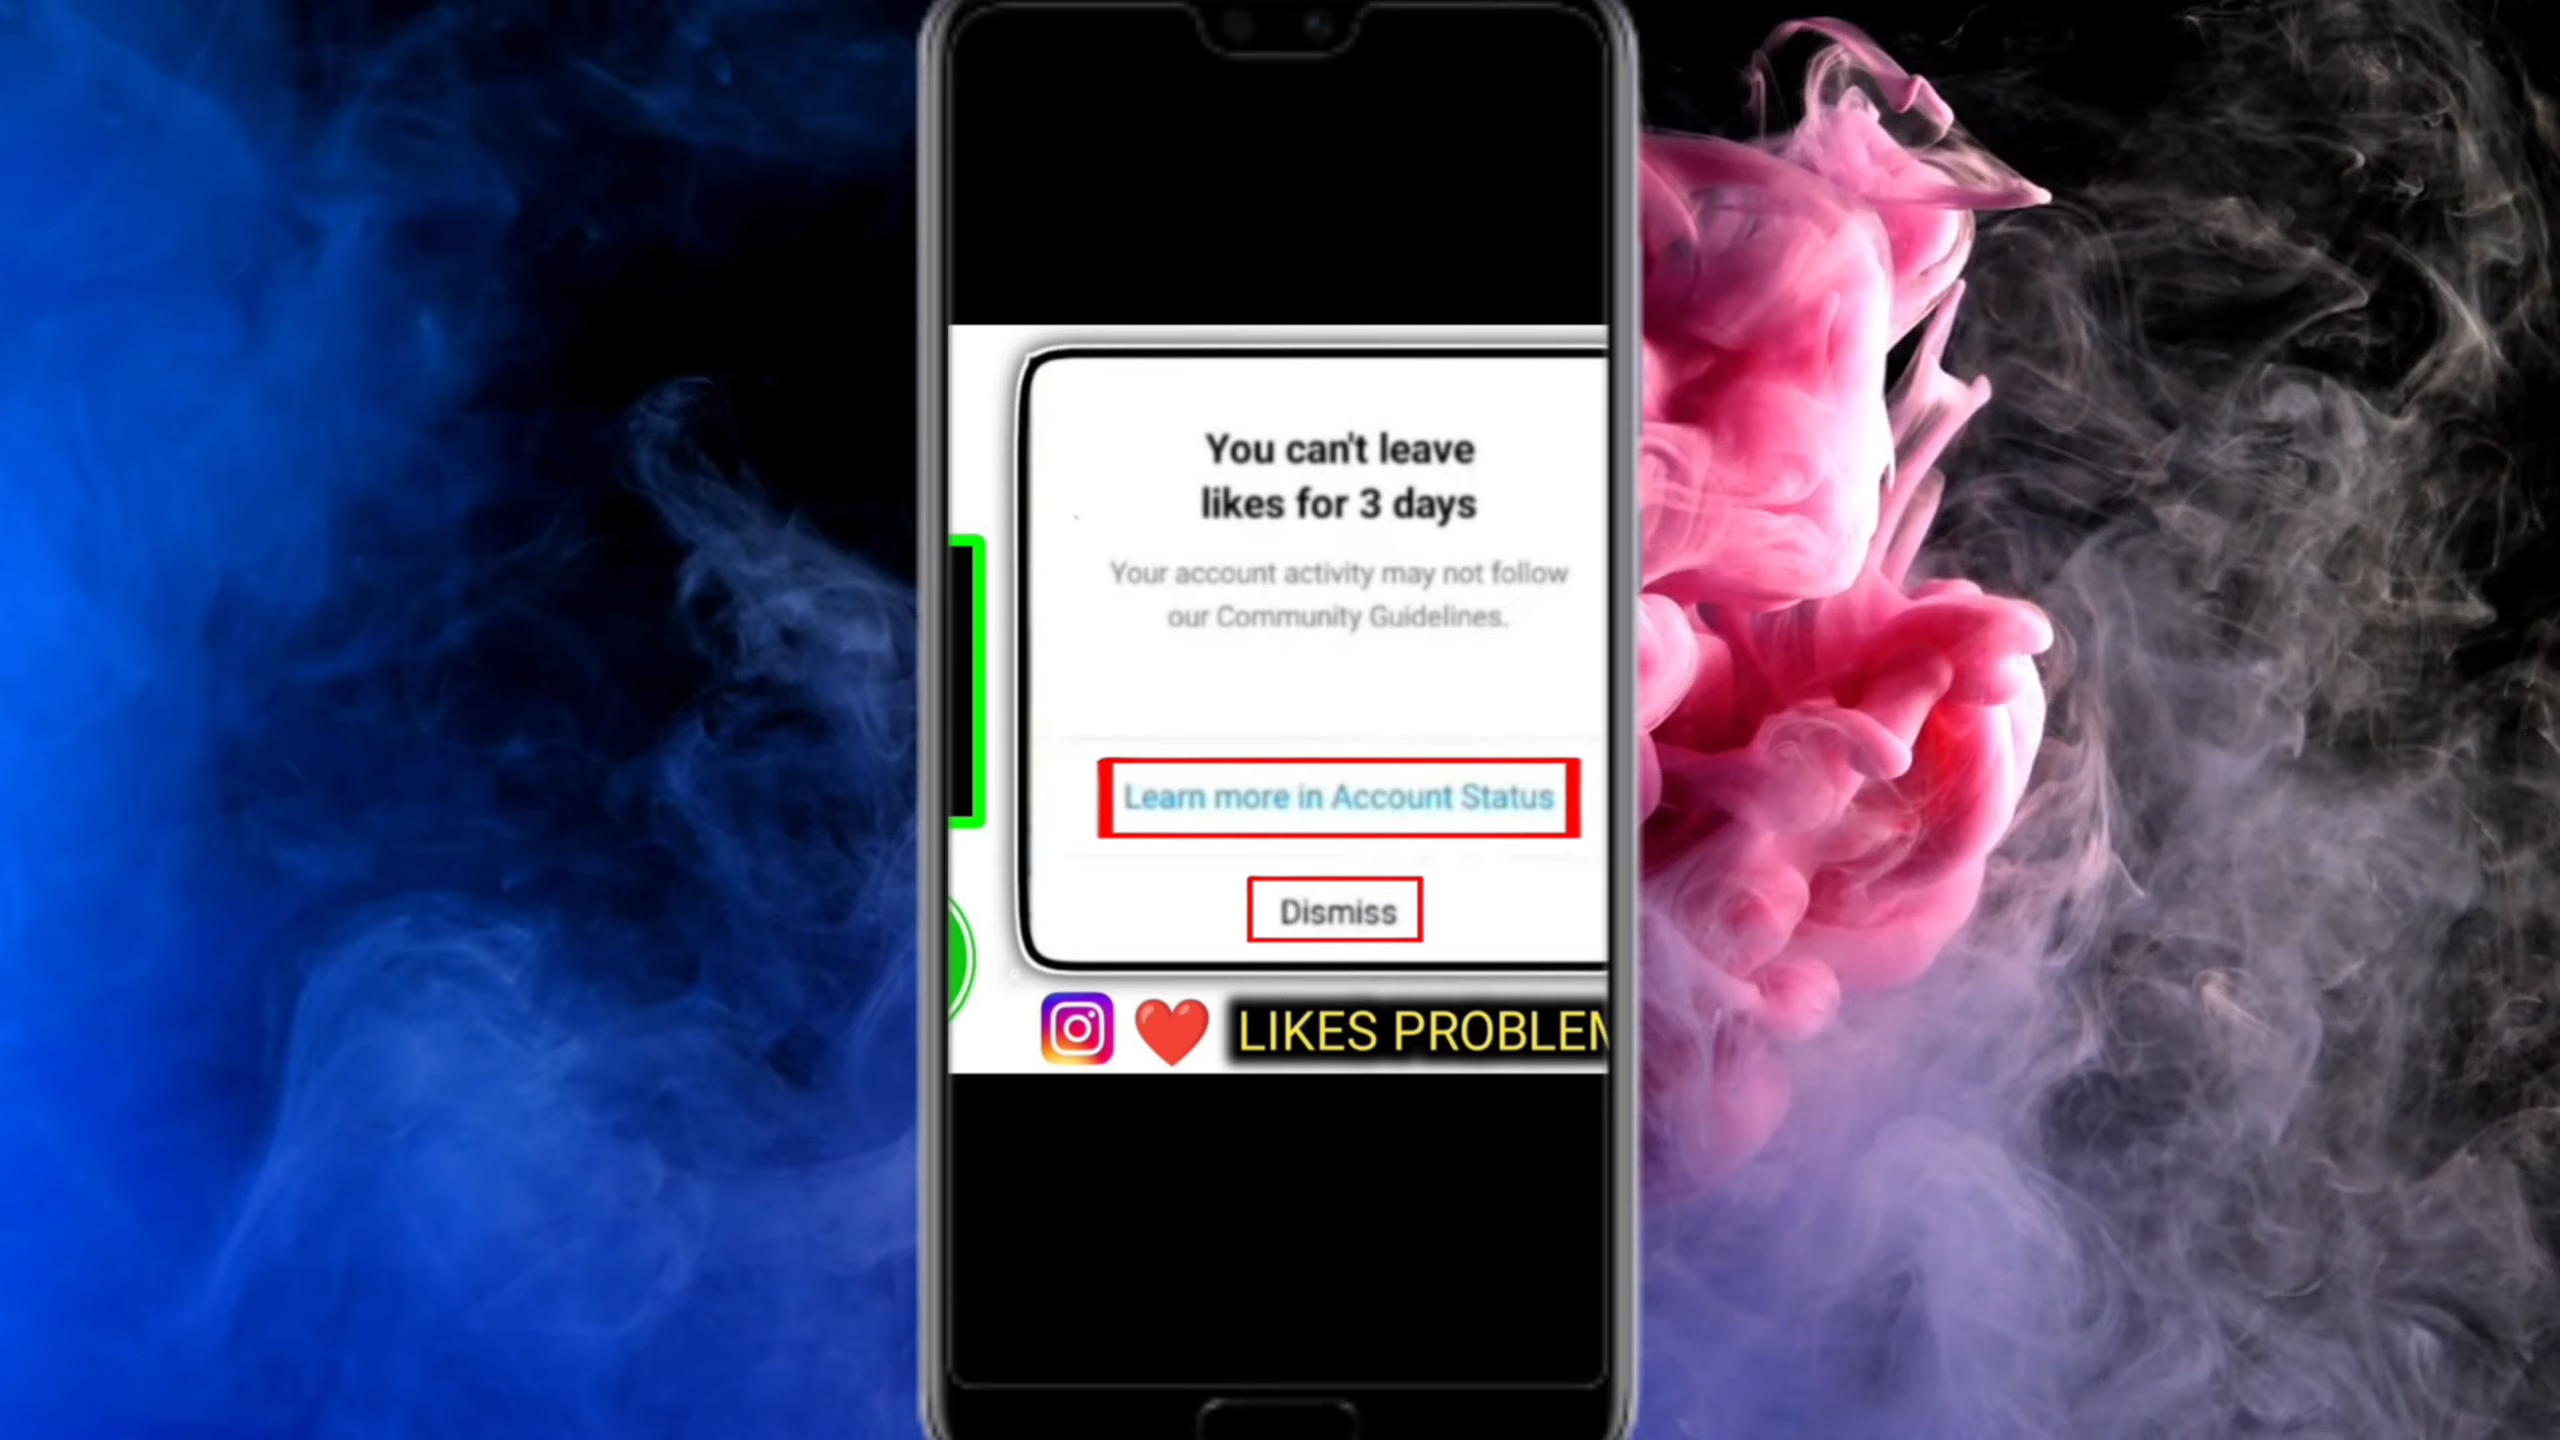 You can't leave
likes for 3 days
Your account activity may not follow
our Community Guidelines.
Learn more in Account Status
Dismiss
LIKES PROBLEM